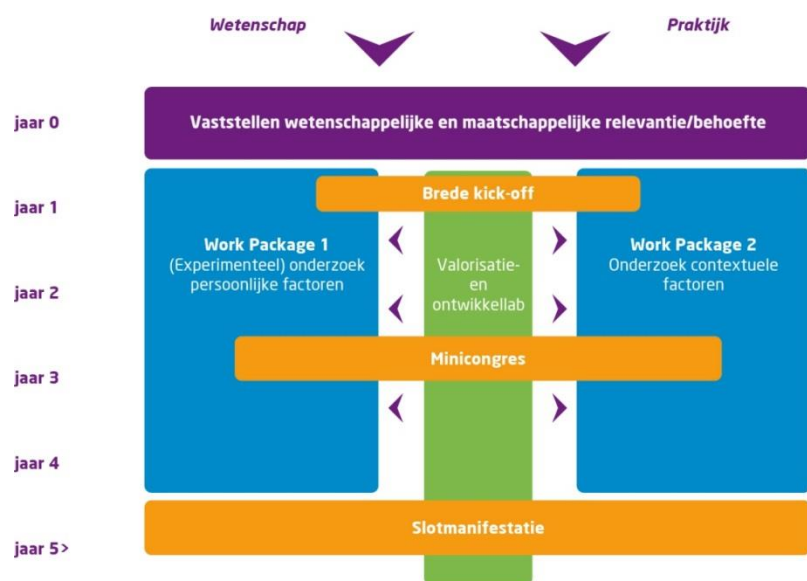 Wetenschap
Praktijk
jaar 0
Vaststellen wetenschappelijke en maatschappelijke relevantie/behoefte
jaar 1
Brede kick-off
Work Package 1
(Experimenteel) onderzoek
persoonlijke factoren
Valorisatie-
en
ontwikkellab
Work Package 2
Onderzoek contextuele
factoren
jaar 2
Minicongres
jaar 3
jaar 4
Slotmanifestatie
jaar 5>